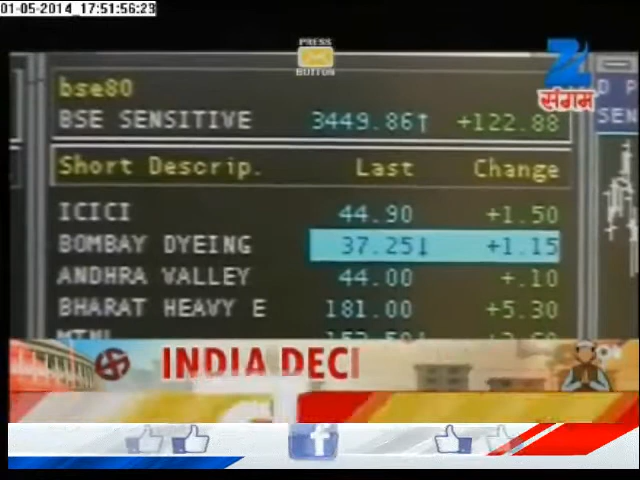 01-05-2014_17:51:56:23
PRESS
BUTTON
संगम
bse80
BSE SENSITIVE 3449.86↑ +122.88
Short Descrip. Last Change
ICICI 44.90 +1.50
BOMBAY DYEING 37.25↓ +1.15
ANDHRA VALLEY 44.00 +.10
BHARAT HEAVY E 181.00 +5.30
D P
SEN
INDIA DECI